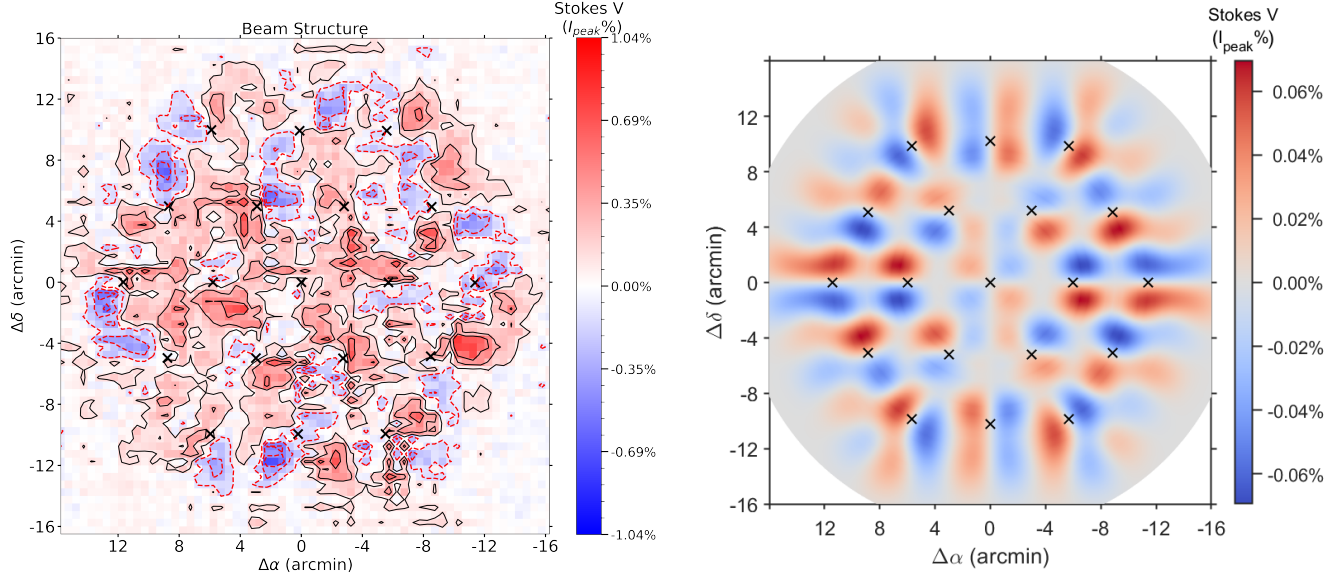 Beam Structure
Stokes V
(I_peak%)
1.04%
0.69%
0.35%
0.00%
-0.35%
-0.69%
-1.04%
16
12
8
4
0
-4
-8
-12
-16
Δδ (arcmin)
12 8 4 0 -4 -8 -12 -16
Δα (arcmin)
Stokes V
(I_peak%)
0.06%
0.04%
0.02%
0.00%
-0.02%
-0.04%
-0.06%
12
8
4
0
-4
-8
-12
-16
Δδ (arcmin)
12 8 4 0 -4 -8 -12 -16
Δα (arcmin)